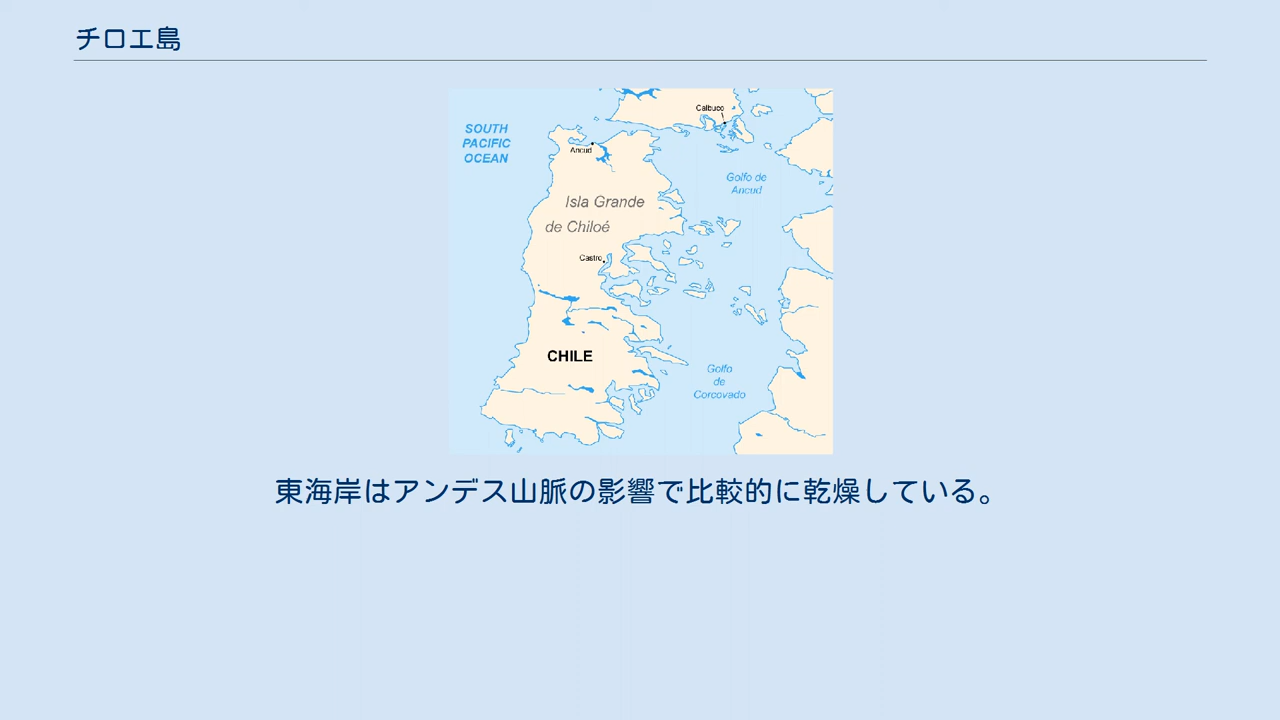 チロエ島
SOUTH
PACIFIC
OCEAN
Calbuco
Ancud
Golfo de
Ancud
Isla Grande
de Chiloé
Castro
CHILE
Golfo
de
Corcovado
東海岸はアンデス山脈の影響で比較的に乾燥している。